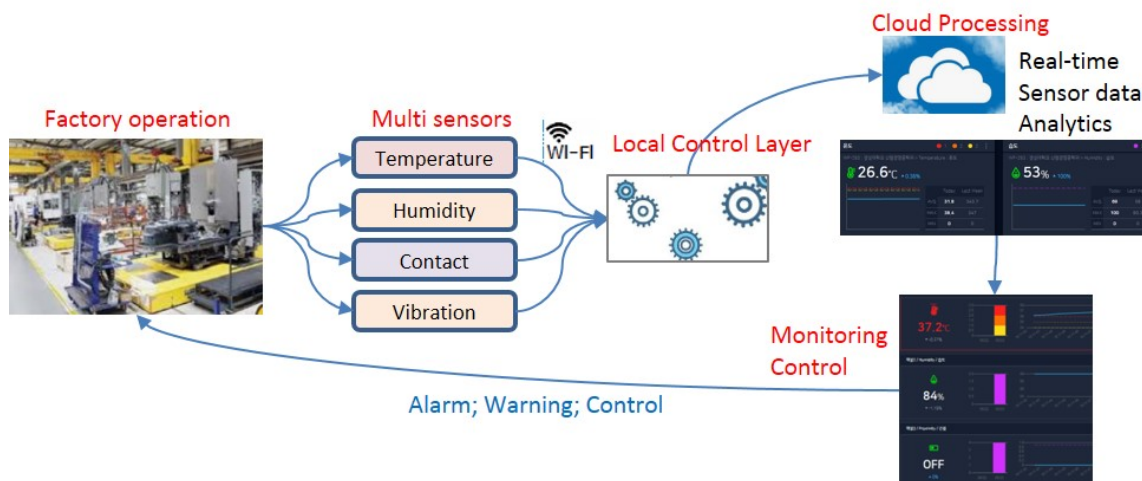 Cloud Processing
Real-time
Sensor data
Analytics
Factory operation
Multi sensors
WI-FI
Local Control Layer
Temperature
Humidity
Contact
Vibration
26.6℃
53%
Monitoring
Control
37.2℃
84%
OFF
Alarm; Warning; Control